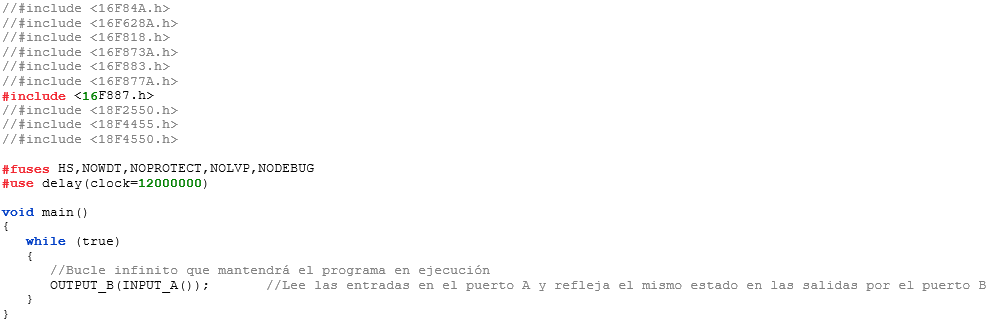 //#include <16F84A.h>
//#include <16F628A.h>
//#include <16F818.h>
//#include <16F873A.h>
//#include <16F883.h>
//#include <16F877A.h>
#include <16F887.h>
//#include <18F2550.h>
//#include <18F4455.h>
//#include <18F4550.h>
#fuses HS,NOWDT,NOPROTECT,NOLVP,NODEBUG
#use delay(clock=12000000)
void main()
{
while (true)
{
//Bucle infinito que mantendrá el programa en ejecución
OUTPUT_B(INPUT_A()); //Lee las entradas en el puerto A y refleja el mismo estado en las salidas por el puerto B
}
}